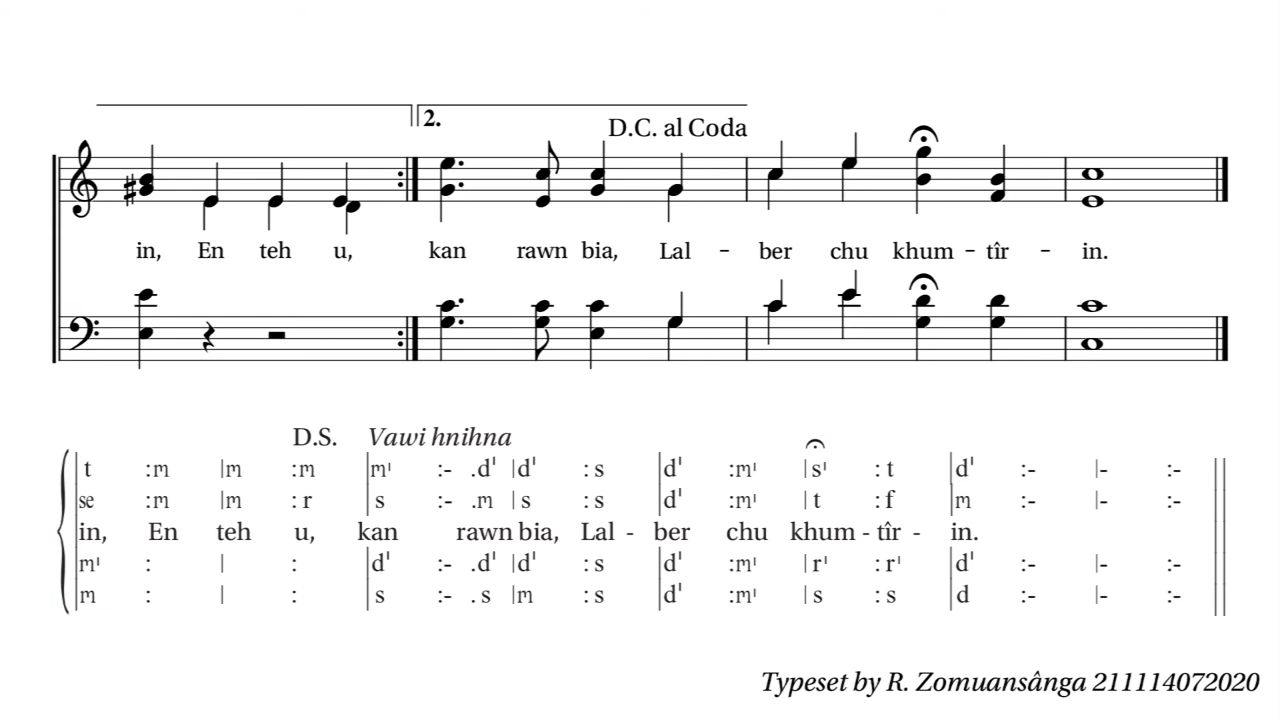 2.
D.C. al Coda
in, En teh u, kan rawn bia, Lal – ber chu khum – tîr – in.
D.S. Vawi hnihna
t :m |m :m |m' :- .d' |d' :s |d' :m' |s' :t |d' :- |- :-
se :m |m :r |s :- .m |s :s |d' :m' |t :f |m :- |- :-
in, En teh u, kan rawn bia, Lal - ber chu khum - tîr - in.
m' : | : |d' :- .d' |d' :s |d' :m' |r' :r' |d' :- |- :-
m : | : |s :- .s |m :s |d' :m' |s :s |d :- |- :-
Typeset by R. Zomuansânga 211114072020